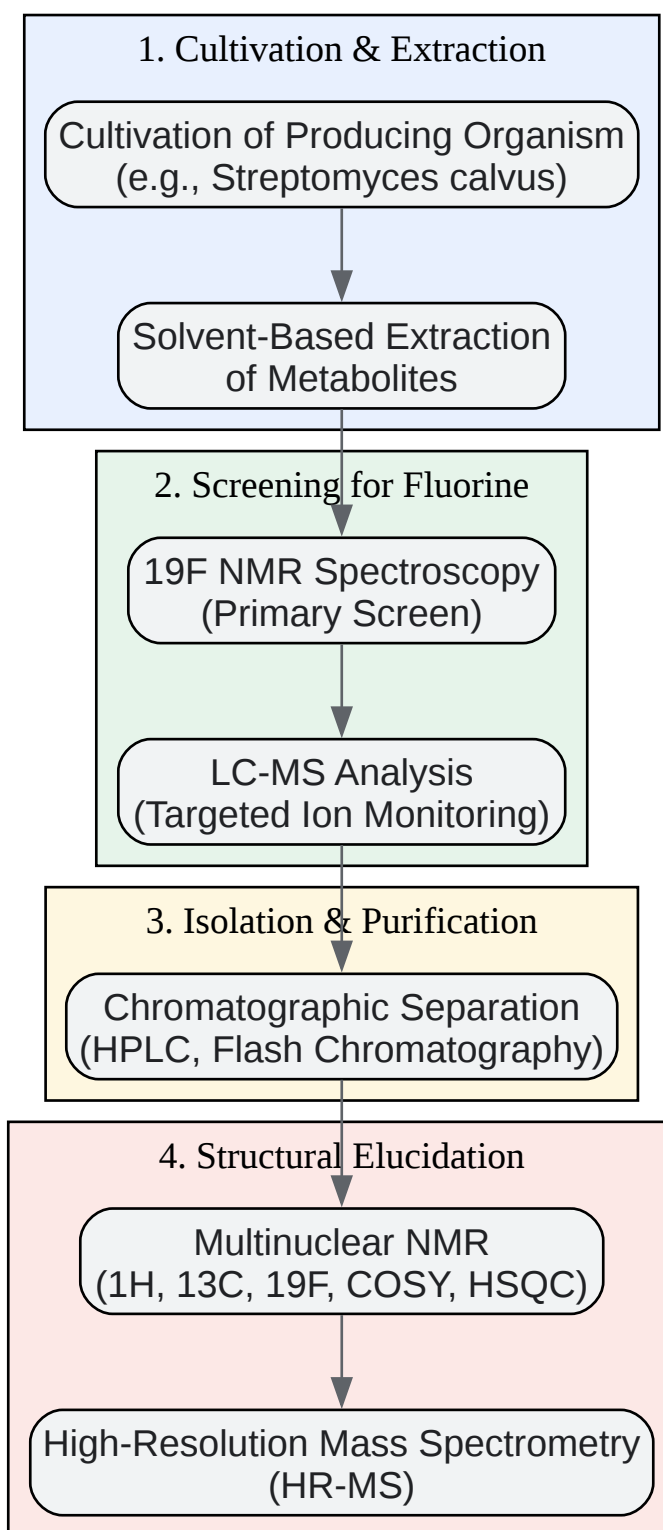 1. Cultivation & Extraction
Cultivation of Producing Organism
(e.g., Streptomyces calvus)
Solvent-Based Extraction
of Metabolites
2. Screening for Fluorine
19F NMR Spectroscopy
(Primary Screen)
LC-MS Analysis
(Targeted Ion Monitoring)
3. Isolation & Purification
Chromatographic Separation
(HPLC, Flash Chromatography)
4. Structural Elucidation
Multinuclear NMR
(1H, 13C, 19F, COSY, HSQC)
High-Resolution Mass Spectrometry
(HR-MS)